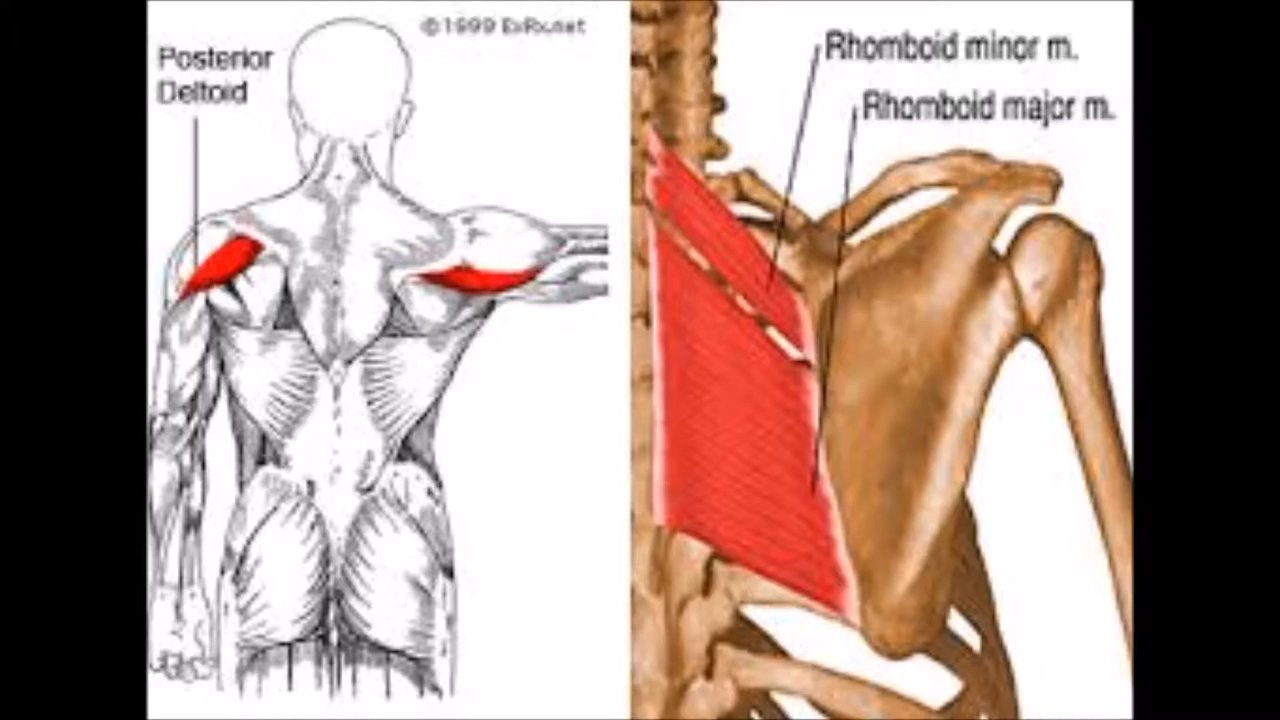 ©1999 ExRx.net
Posterior
Deltoid
Rhomboid minor m.
Rhomboid major m.